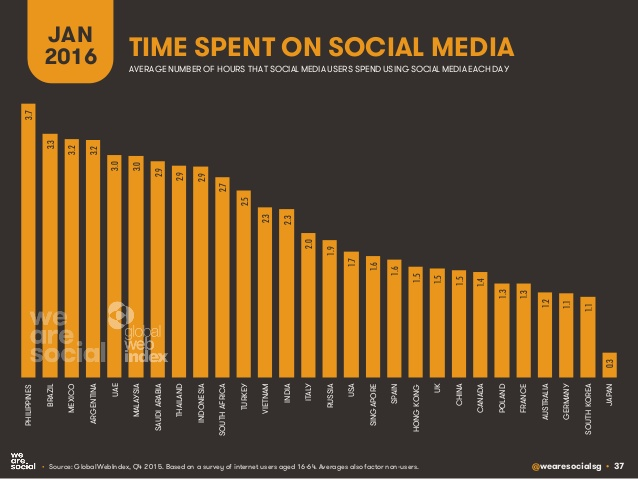 JAN
2016
TIME SPENT ON SOCIAL MEDIA
AVERAGE NUMBER OF HOURS THAT SOCIAL MEDIA USERS SPEND USING SOCIAL MEDIA EACH DAY
3.7
3.3
3.2
3.2
3.0
3.0
2.9
2.9
2.9
2.7
2.5
2.3
2.3
2.0
1.9
1.7
1.6
1.6
1.5
1.5
1.5
1.4
1.3
1.3
1.2
1.1
1.1
0.3
we
are
social
global
web
index
PHILIPPINES
BRAZIL
MEXICO
ARGENTINA
UAE
MALAYSIA
SAUDI ARABIA
THAILAND
INDONESIA
SOUTH AFRICA
TURKEY
VIETNAM
INDIA
ITALY
RUSSIA
USA
SINGAPORE
SPAIN
HONG KONG
UK
CHINA
CANADA
POLAND
FRANCE
AUSTRALIA
GERMANY
SOUTH KOREA
JAPAN
we
are
social
• Source: GlobalWebIndex, Q4 2015. Based on a survey of internet users aged 16-64. Averages also factor non-users.
@wearesocialsg • 37